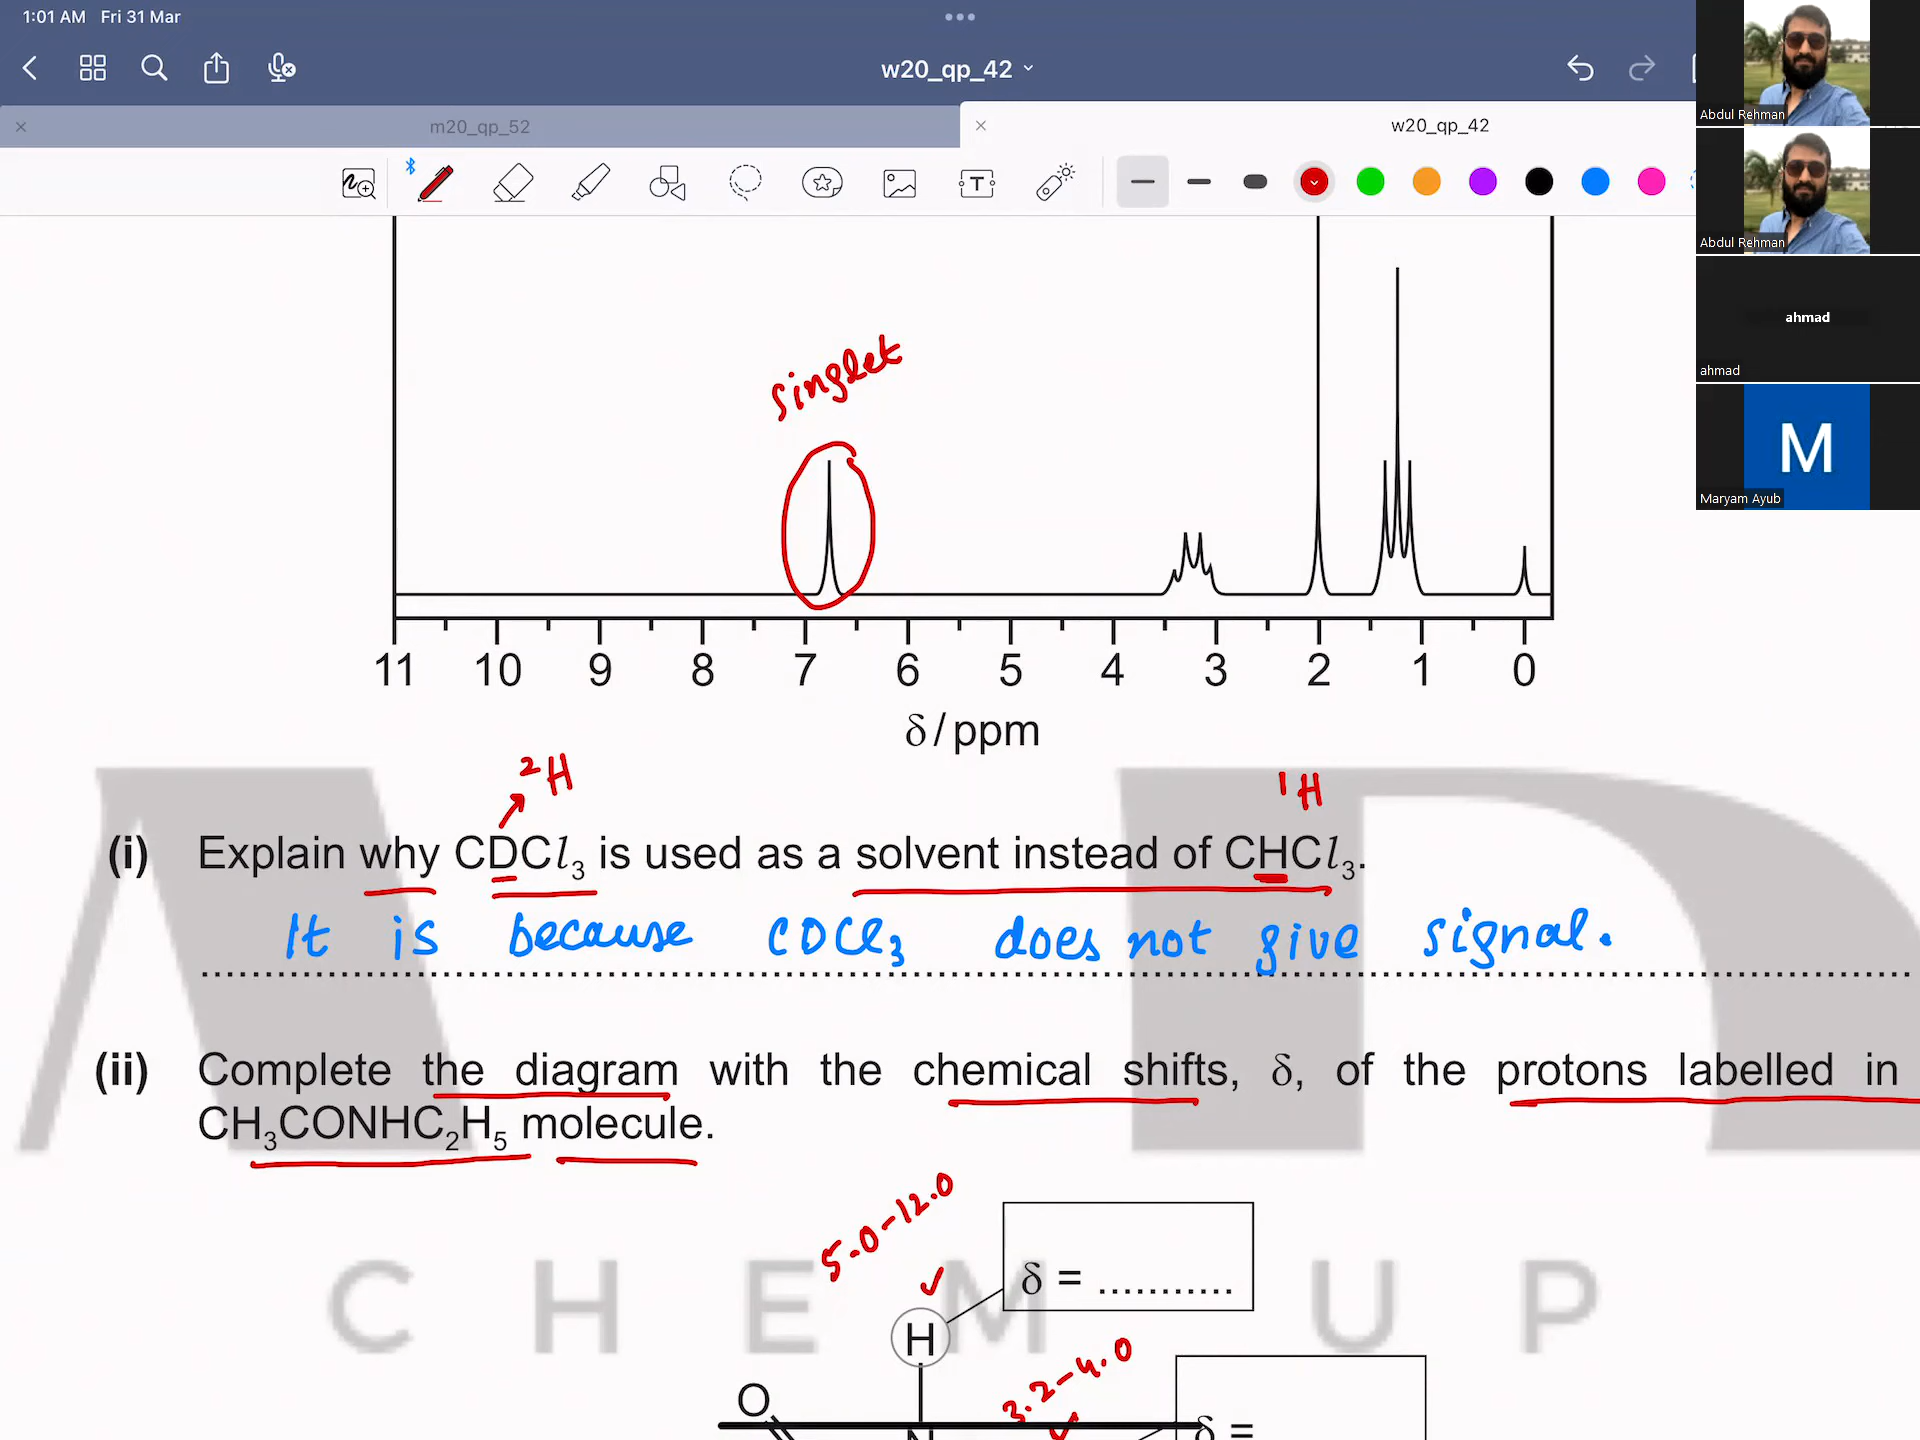 1:01 AM Fri 31 Mar
w20_qp_42
m20_qp_52
w20_qp_42
Abdul Rehman
Abdul Rehman
ahmad
ahmad
M
Maryam Ayub
singlet
11 10 9 8 7 6 5 4 3 2 1 0
δ/ppm
²H
¹H
(i) Explain why CDCl₃ is used as a solvent instead of CHCl₃.
It is because CDCl₃ does not give signal.
(ii) Complete the diagram with the chemical shifts, δ, of the protons labelled in
CH₃CONHC₂H₅ molecule.
5.0-12.0
δ = ...........
H
3.2-4.0
O
N
δ =
CHEM UP